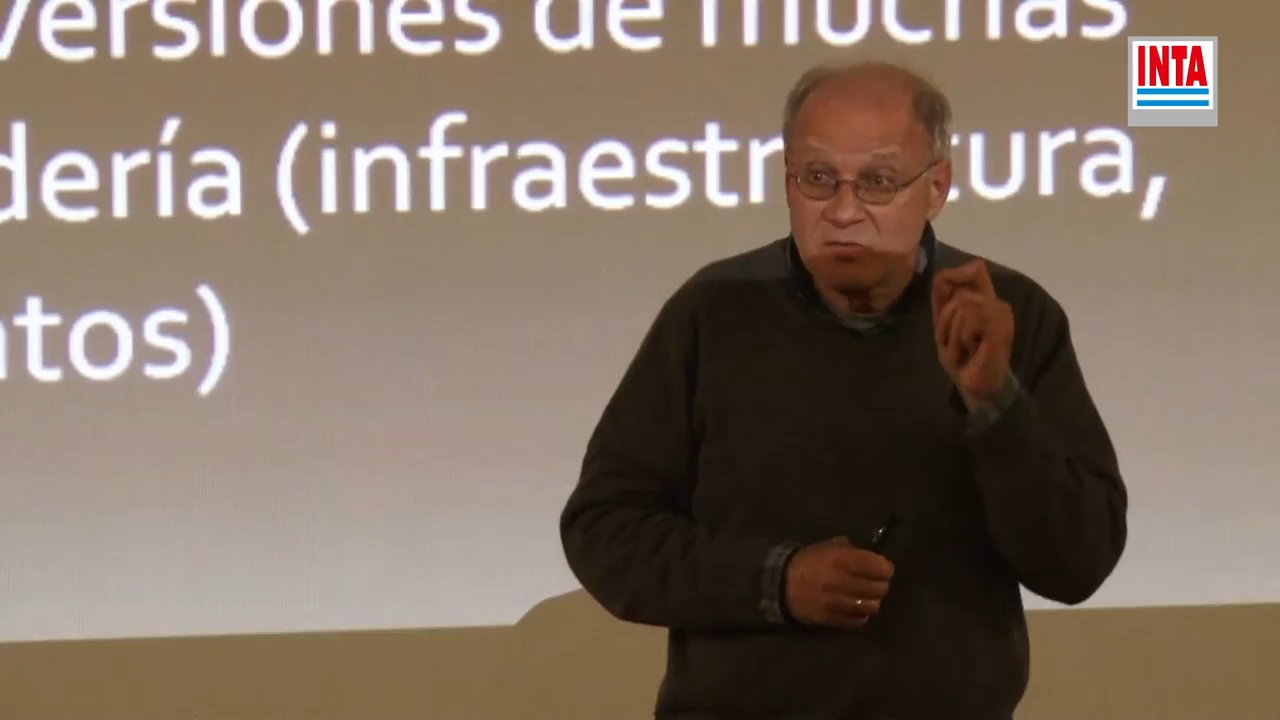 versiones de muchas
INTA
dería (infraestr tura,
ntos)